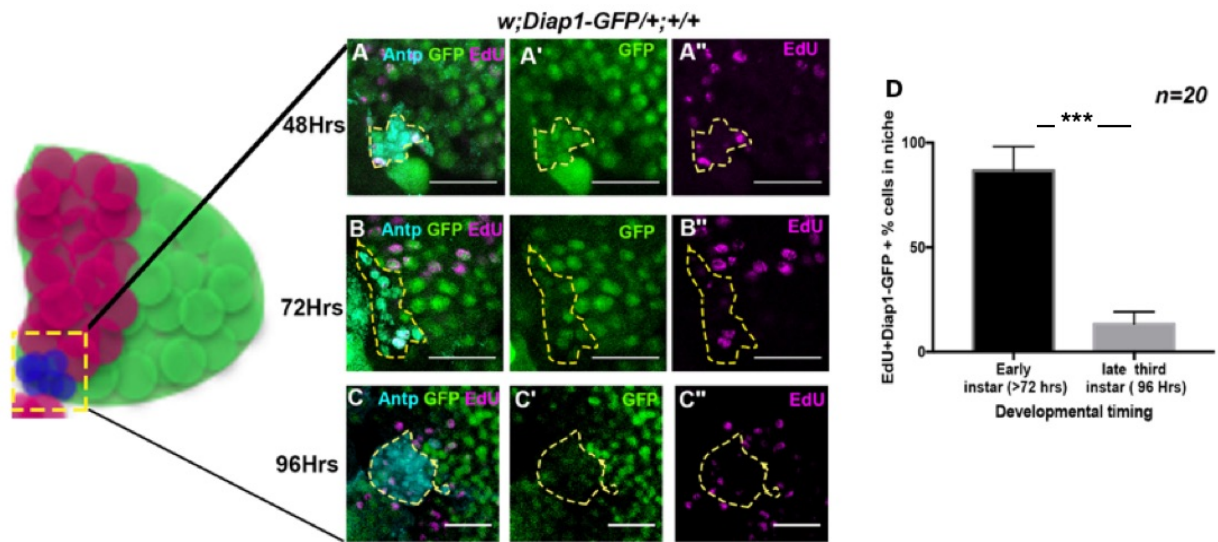 w;Diap1-GFP/+;+/+
48Hrs
A
Antp GFP EdU
A'
GFP
A"
EdU
72Hrs
B
Antp GFP EdU
GFP
B"
EdU
96Hrs
C
Antp GFP EdU
C'
GFP
C"
EdU
D
n=20
***
EdU+Diap1-GFP + % cells in niche
100
50
0
Early
instar (>72 hrs)
late third
instar ( 96 Hrs)
Developmental timing